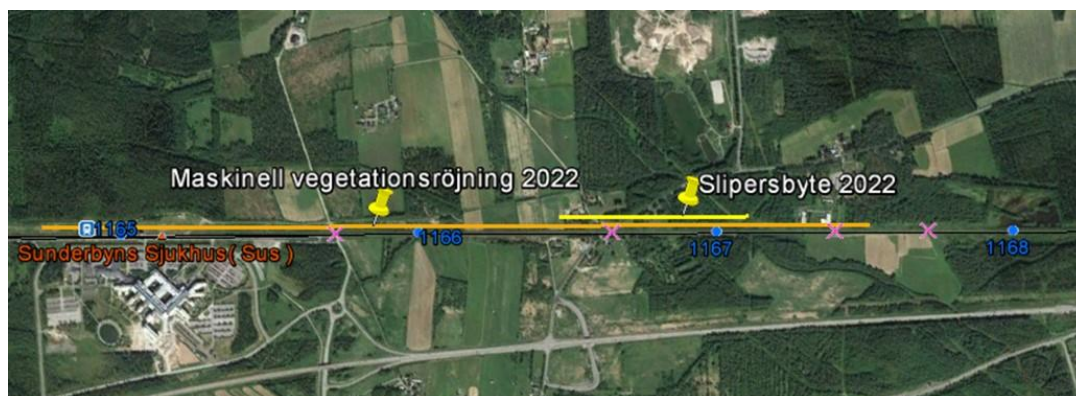 Maskinell vegetationsröjning 2022
Slipersbyte 2022
1165
1166
1167
1168
Sunderbyns Sjukhus( Sus )